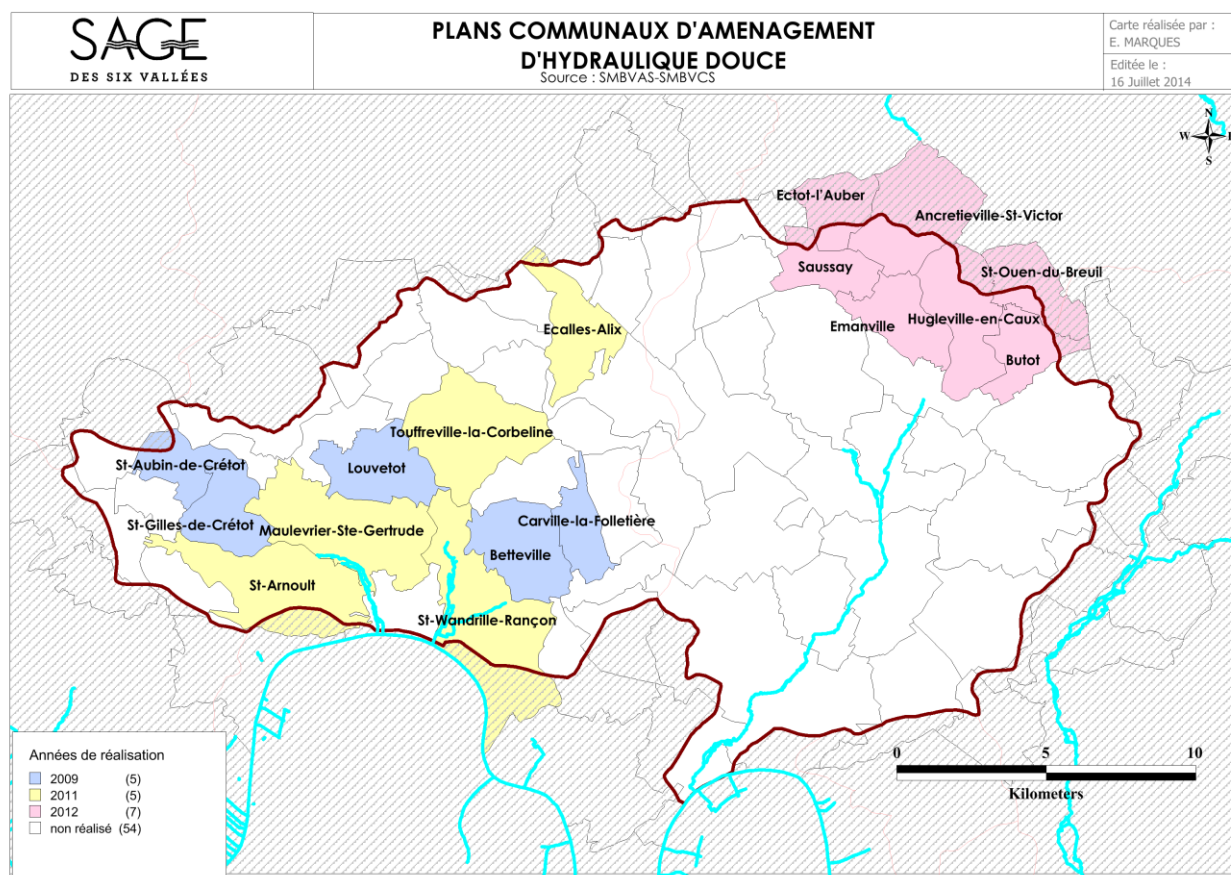 SAGE
DES SIX VALLÉES
PLANS COMMUNAUX D'AMENAGEMENT
D'HYDRAULIQUE DOUCE
Source : SMBVAS-SMBVCS
Carte réalisée par :
E. MARQUES
Editée le :
16 Juillet 2014
N
W
E
S
Ectot-l'Auber
Ancretieville-St-Victor
Saussay
St-Ouen-du-Breuil
Ecalles-Alix
Emanville
Hugleville-en-Caux
Butot
Touffreville-la-Corbeline
St-Aubin-de-Crétot
Louvetot
St-Gilles-de-Crétot
Maulevrier-Ste-Gertrude
Carville-la-Folletière
Betteville
St-Arnoult
St-Wandrille-Rançon
Années de réalisation
2009 (5)
2011 (5)
2012 (7)
non réalisé (54)
0 5 10
Kilometers